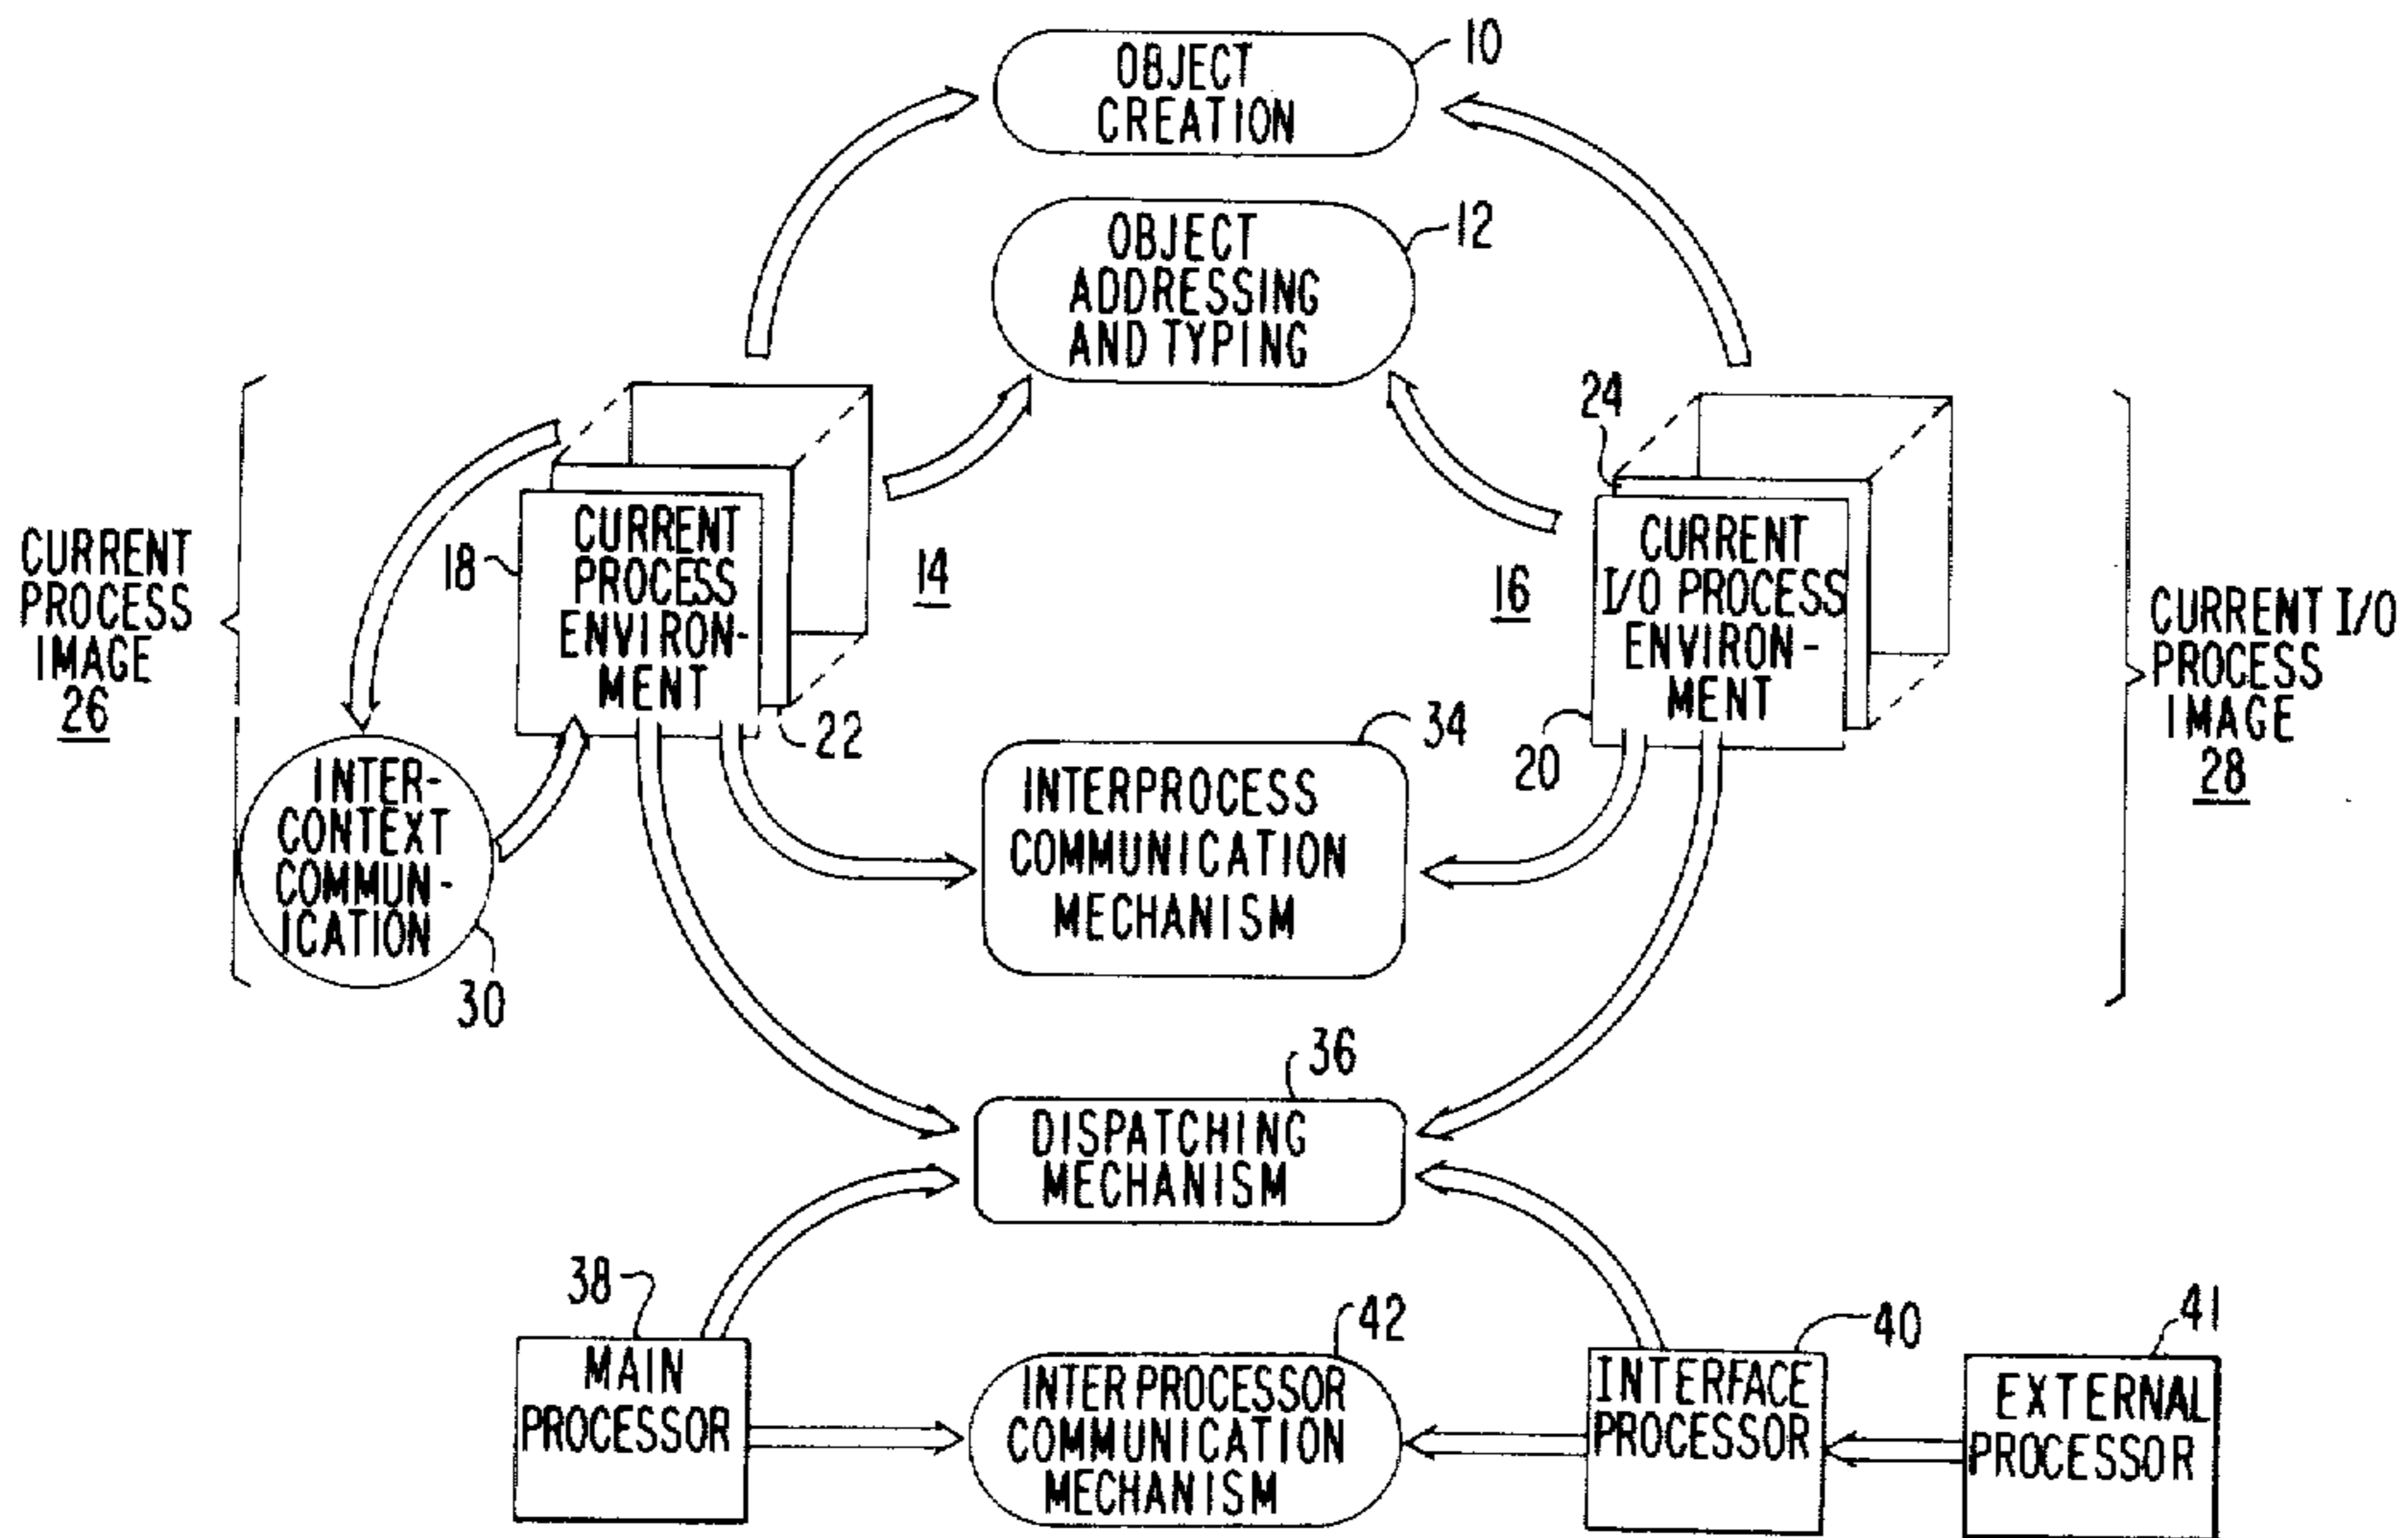 OBJECT
CREATION
10
OBJECT
ADDRESSING
AND TYPING
12
CURRENT
PROCESS
IMAGE
26
18
CURRENT
PROCESS
ENVIRON-
MENT
14
22
16
24
CURRENT
I/O PROCESS
ENVIRON-
MENT
20
CURRENT I/O
PROCESS
IMAGE
28
INTER-
CONTEXT
COMMUN-
ICATION
30
INTERPROCESS
COMMUNICATION
MECHANISM
34
DISPATCHING
MECHANISM
36
MAIN
PROCESSOR
38
INTERPROCESSOR
COMMUNICATION
MECHANISM
42
INTERFACE
PROCESSOR
40
EXTERNAL
PROCESSOR
41